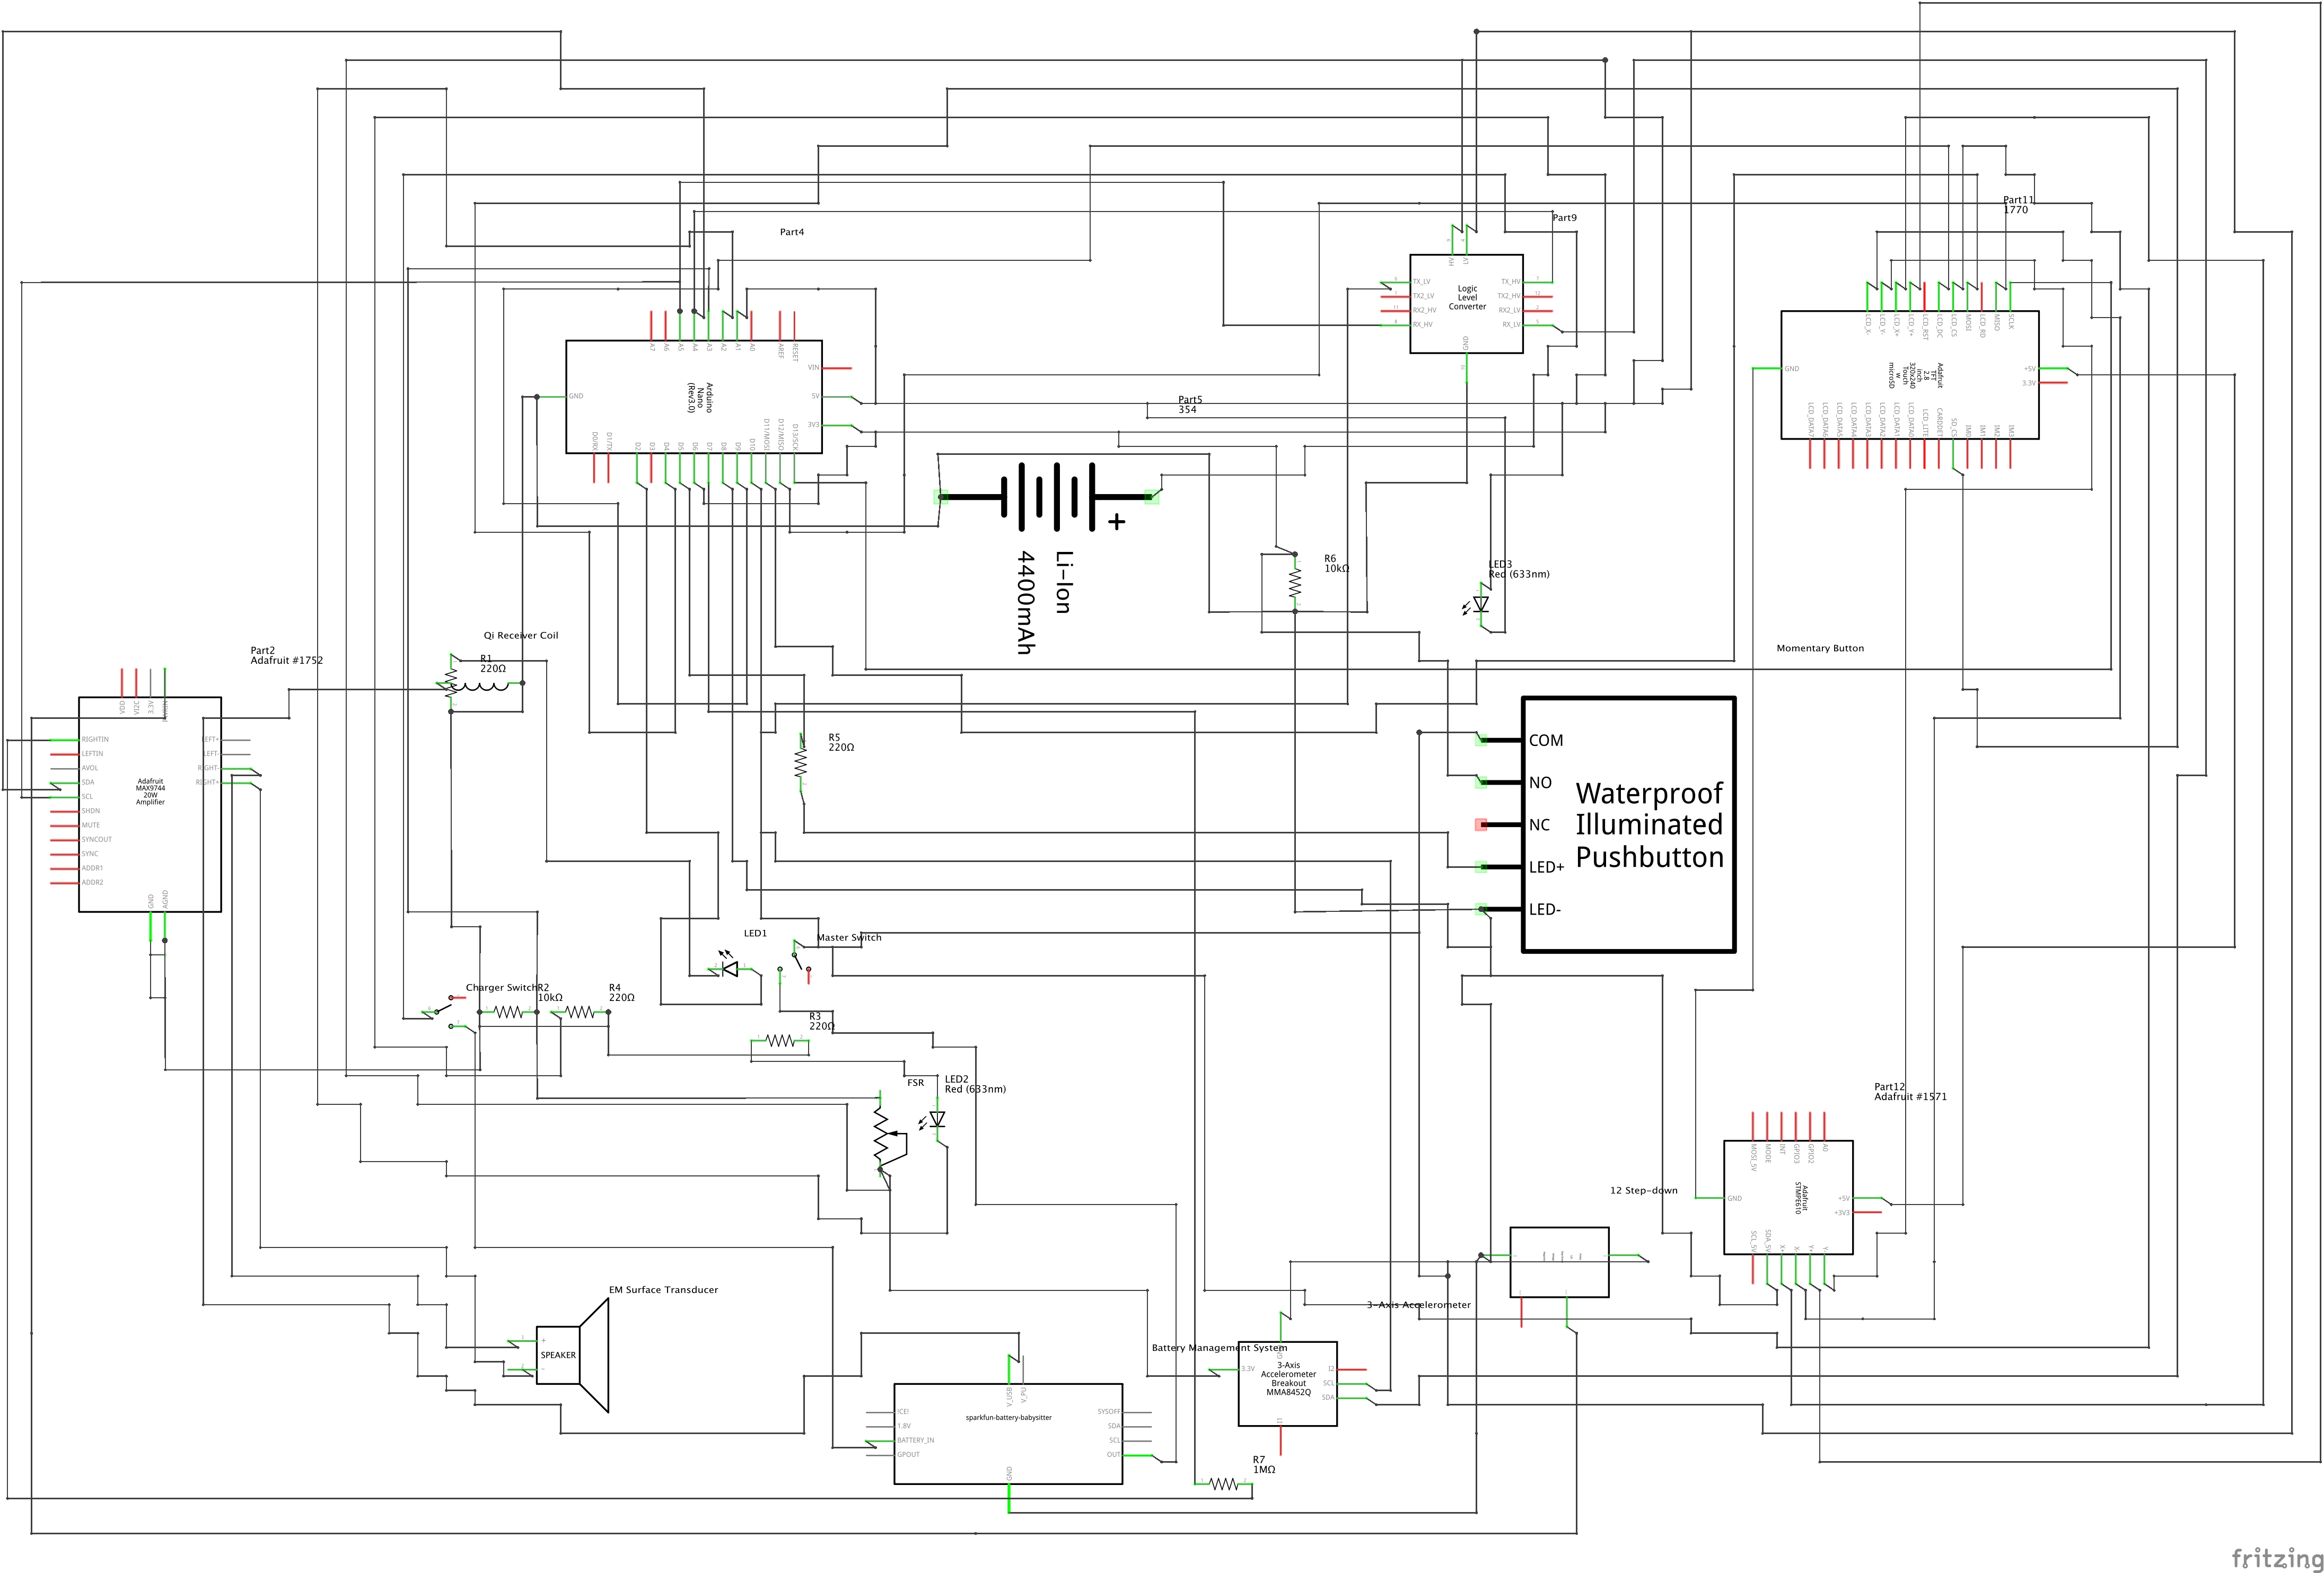 Part4
Part9
Part11
1770
A7
A6
A5
A4
A3
A2
A1
A0
AREF
RESET
Arduino
Nano
(Rev3.0)
GND
VIN
5V
3V3
D0/RX
D1/TX
D2
D3
D4
D5
D6
D7
D8
D9
D10
D11/MOSI
D12/MISO
D13/SCK
HV
LV
TX_LV
TX2_LV
RX2_HV
RX_HV
Logic
Level
Converter
TX_HV
TX2_HV
RX2_LV
RX_LV
GND
LCD_X-
LCD_Y-
LCD_X+
LCD_Y+
LCD_RST
LCD_DC
LCD_CS
MOSI
LCD_RD
MISO
SCLK
GND
Adafruit
TFT
2.8
inch
320x240
Touch
w
microSD
+5V
3.3V
LCD_DATA7
LCD_DATA6
LCD_DATA5
LCD_DATA4
LCD_DATA3
LCD_DATA2
LCD_DATA1
LCD_DATA0
LCD_LITE
CARDDET
SD_CS
IM0
IM1
IM2
IM3
Part5
354
+
Li-Ion
4400mAh
R6
10kΩ
LED3
Red (633nm)
Qi Receiver Coil
R1
220Ω
Part2
Adafruit #1752
Momentary Button
VDD
VI2C
3.3V
RIGHTIN
LEFTIN
AVOL
SDA
SCL
SHDN
MUTE
SYNCOUT
SYNC
ADDR1
ADDR2
Adafruit
MAX9744
20W
Amplifier
LEFT+
LEFT-
RIGHT-
RIGHT+
GND
AGND
R5
220Ω
COM
NO
NC
LED+
LED-
Waterproof
Illuminated
Pushbutton
LED1
Master Switch
Charger Switch
R2
10kΩ
R4
220Ω
R3
220Ω
FSR
LED2
Red (633nm)
Part12
Adafruit #1571
MOSI_5V
MODE
INT
GPIO3
GPIO2
A0
GND
Adafruit
STMPE610
+5V
+3V3
SCL_5V
SDA_5V
X+
X-
Y+
Y-
12 Step-down
EM Surface Transducer
+
SPEAKER
-
3-Axis Accelerometer
Battery Management System
3.3V
3-Axis
Accelerometer
Breakout
MMA8452Q
I2
SCL
SDA
I1
V_USB
V_PU
!CE!
1.8V
BATTERY_IN
GPOUT
sparkfun-battery-babysitter
SYSOFF
SDA
SCL
OUT
GND
R7
1MΩ
fritzing